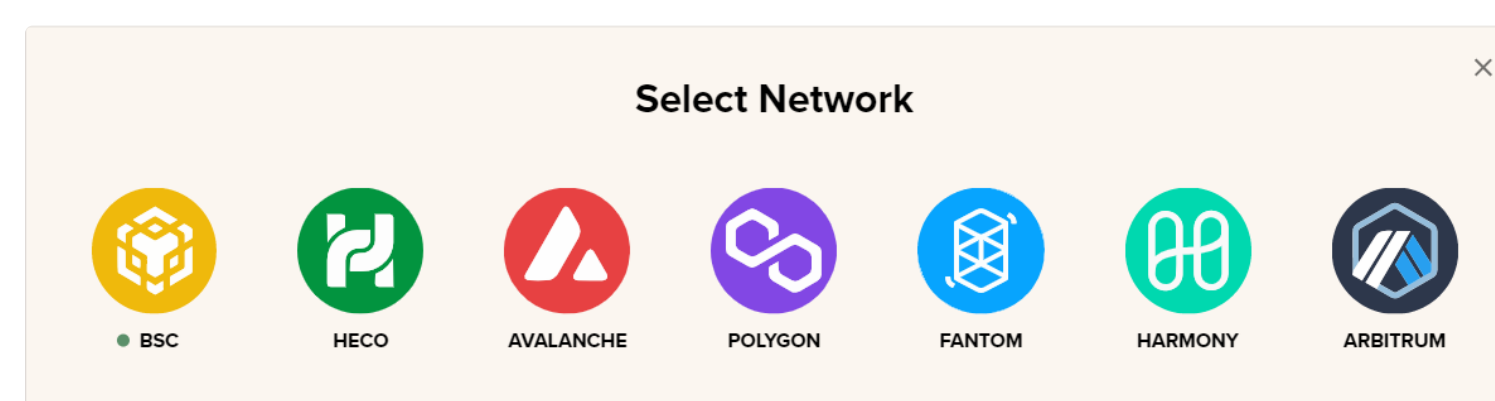 Select Network
BSC HECO AVALANCHE POLYGON FANTOM HARMONY ARBITRUM